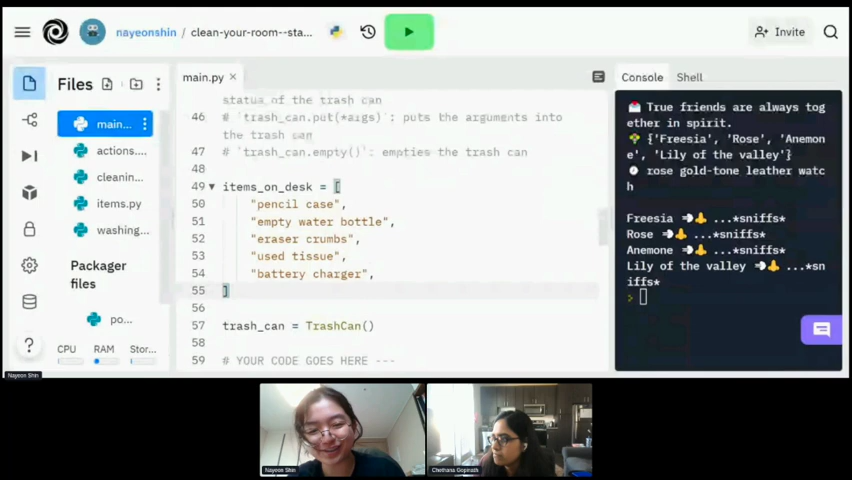 nayeonshin / clean-your-room--sta...
Invite
Files
main.py ×
Console
Shell
main...
actions....
cleanin...
items.py
washing...
Packager
files
po...
CPU
RAM
Stor...
?
status of the trash can
46 # `trash_can.put(*args)`: puts the arguments into
the trash can
47 # `trash_can.empty()`: empties the trash can
48
49 items_on_desk = [
50 "pencil case",
51 "empty water bottle",
52 "eraser crumbs",
53 "used tissue",
54 "battery charger",
55 ]
56
57 trash_can = TrashCan()
58
59 # YOUR CODE GOES HERE ---
True friends are always tog
ether in spirit.
{'Freesia', 'Rose', 'Anemon
e', 'Lily of the valley'}
rose gold-tone leather watc
h
Freesia ...*sniffs*
Rose ...*sniffs*
Anemone ...*sniffs*
Lily of the valley ...*sn
iffs*
>
Nayeon Shin
Nayeon Shin
Chethana Gopinath